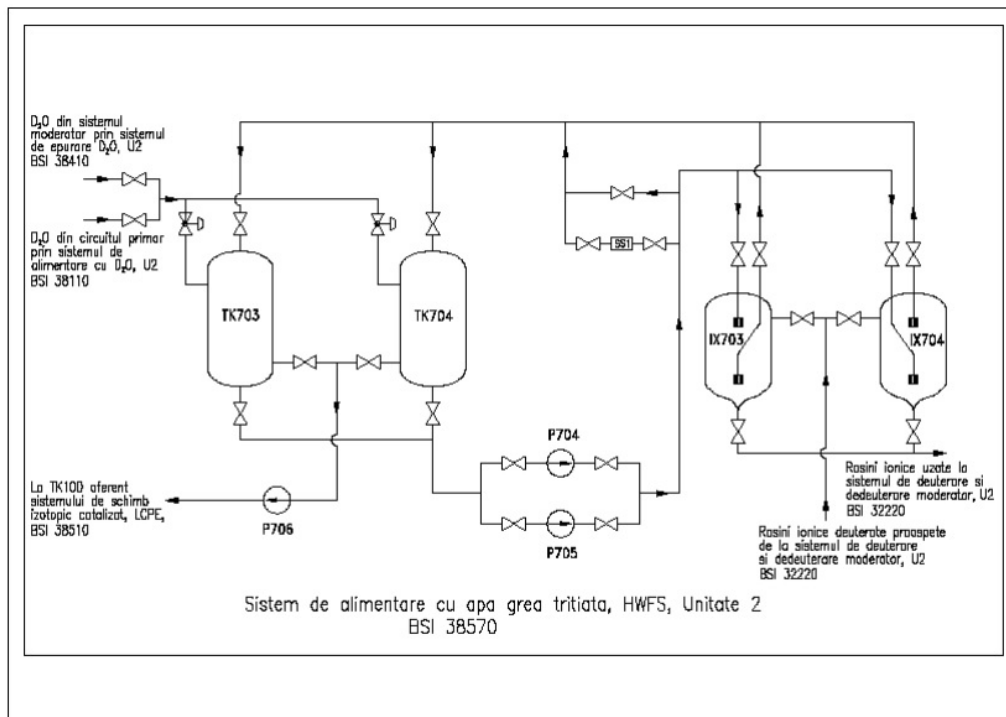 D₂O din sistemul
moderator prin sistemul
de epurare D₂O, U2
BSI 38410
D₂O din circuitul primar
prin sistemul de
alimentare cu D₂O, U2
BSI 38110
TK703
TK704
SS1
IX703
IX704
P704
P705
P706
La TK100 aferent
sistemului de schimb
izotopic catalizat, LCPE,
BSI 38510
Rasini ionice uzate la
sistemul de deuterare si
dedeuterare moderator, U2
BSI 32220
Rasini ionice deuterate proaspete
de la sistemul de deuterare
si dedeuterare moderator, U2
BSI 32220
Sistem de alimentare cu apa grea tritiata, HWFS, Unitate 2
BSI 38570